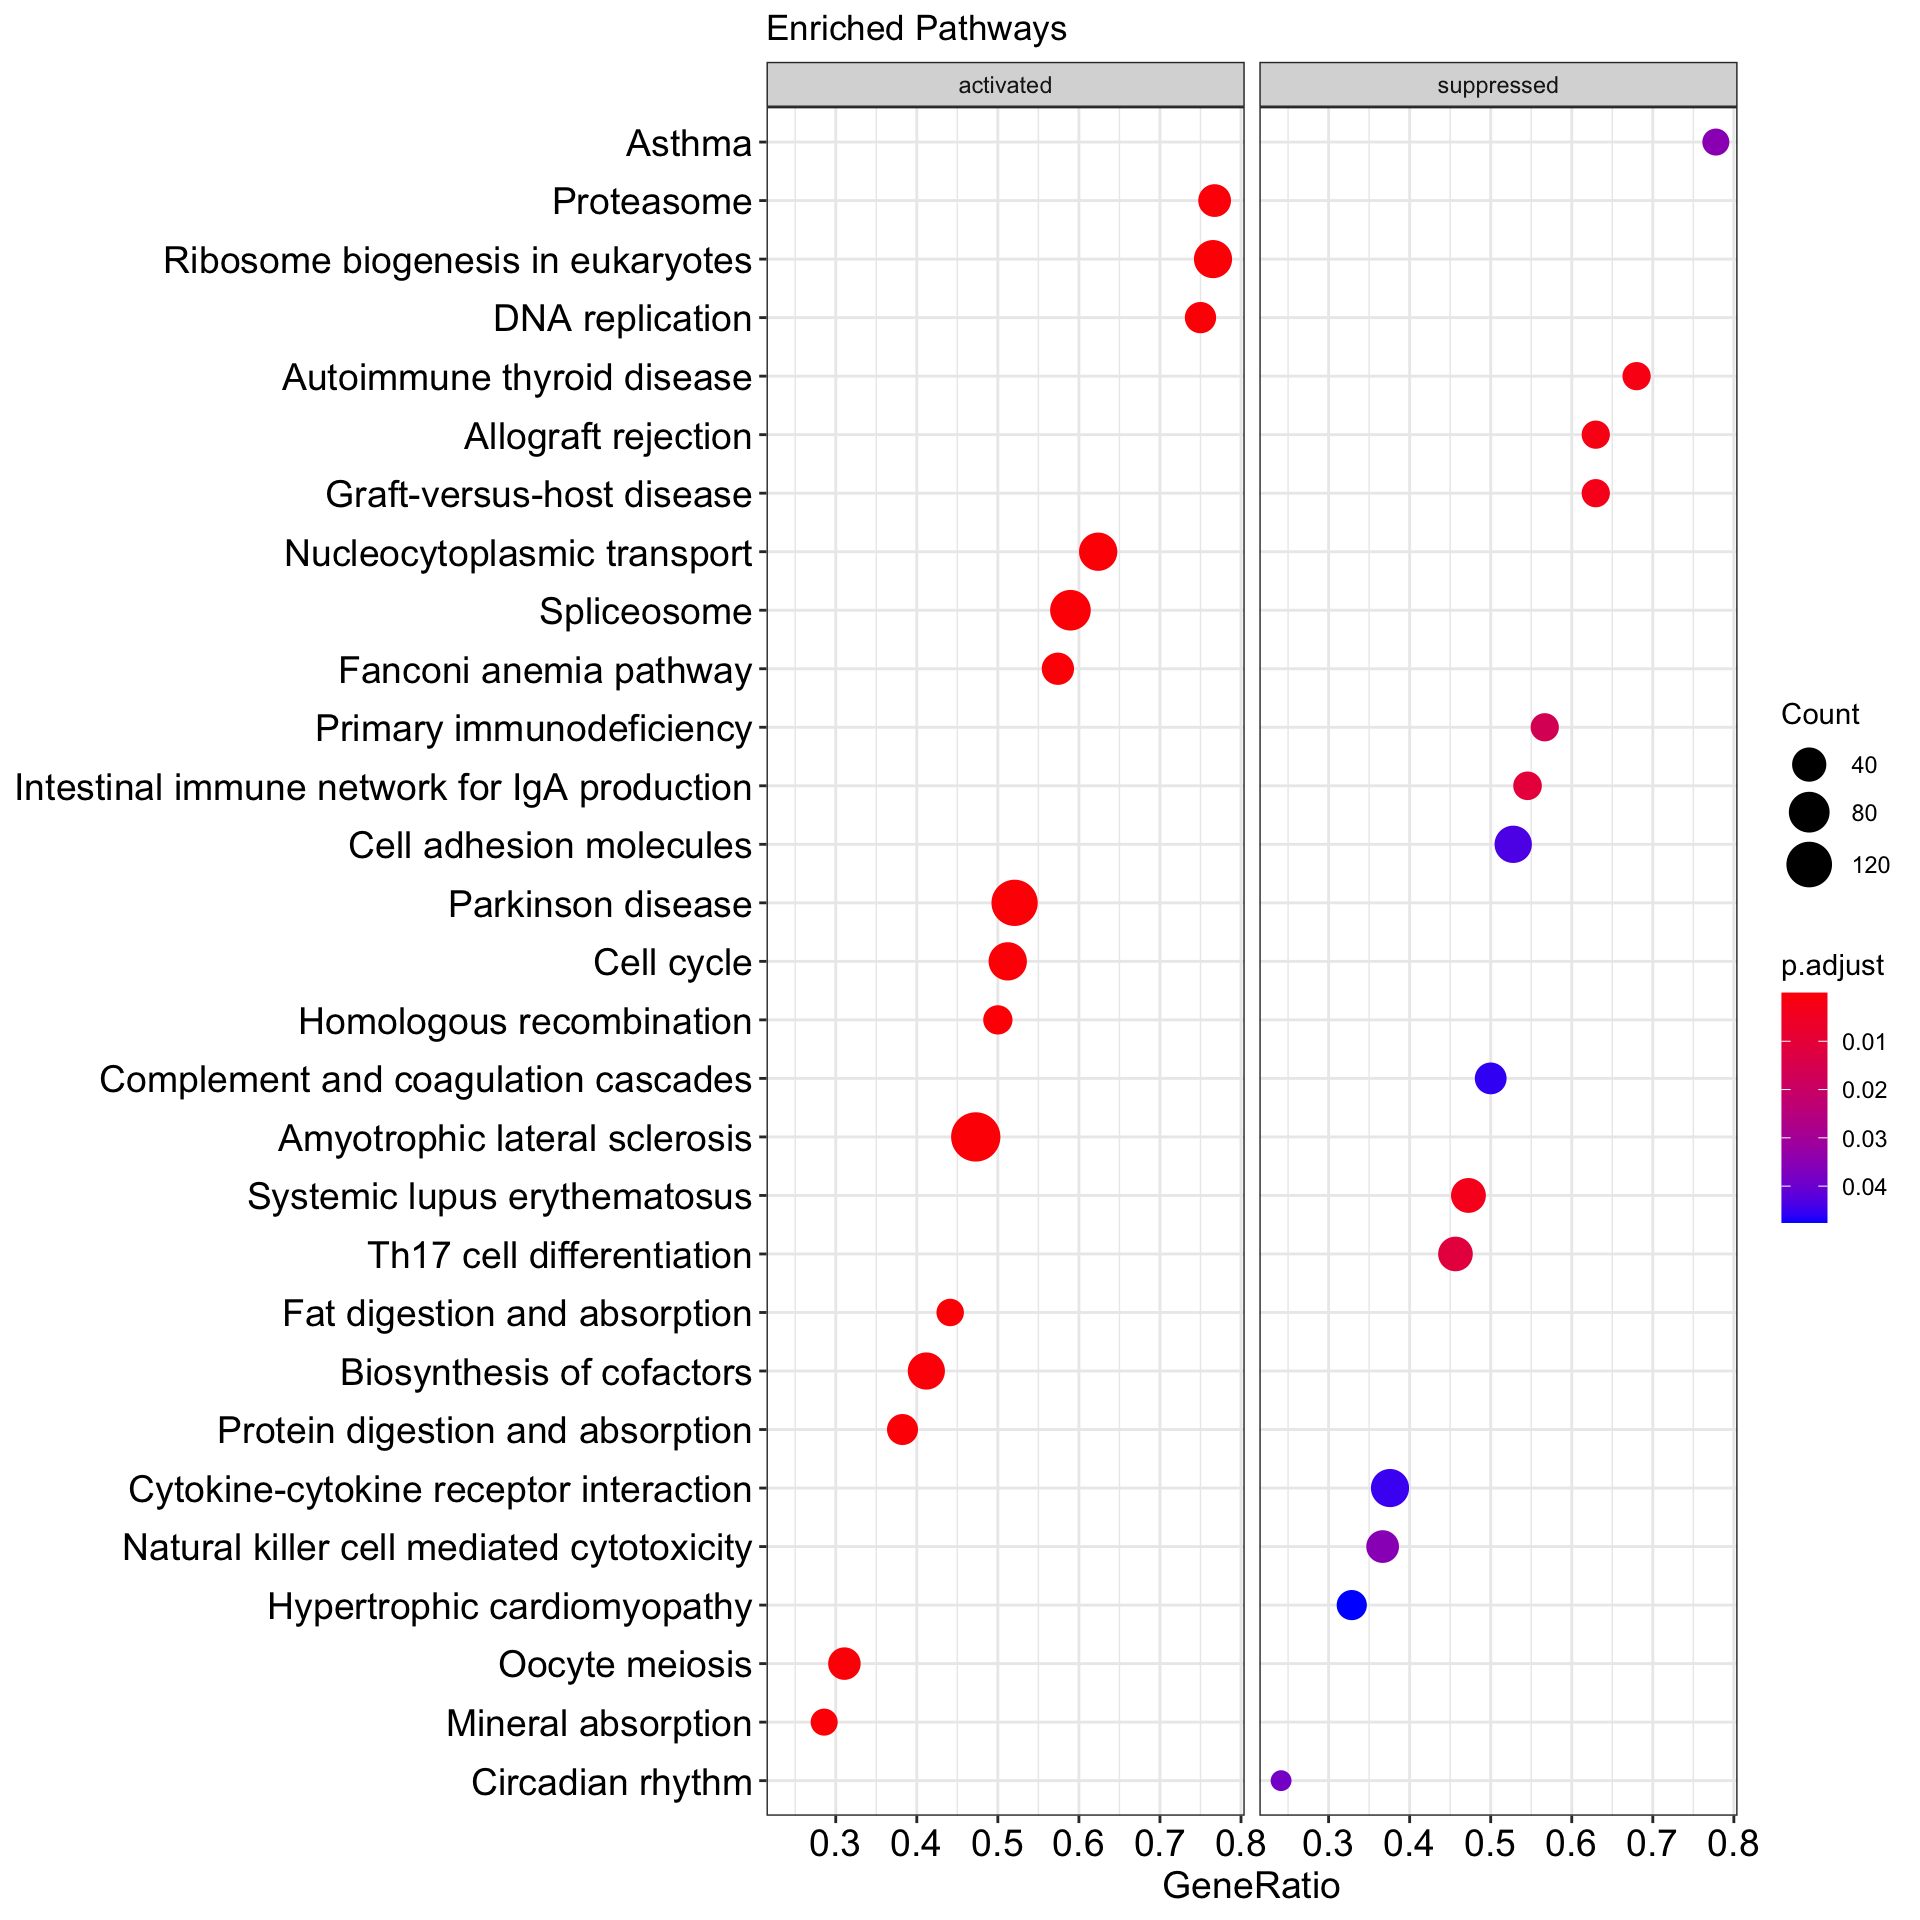 Enriched Pathways
activated
suppressed
Asthma
Proteasome
Ribosome biogenesis in eukaryotes
DNA replication
Autoimmune thyroid disease
Allograft rejection
Graft-versus-host disease
Nucleocytoplasmic transport
Spliceosome
Fanconi anemia pathway
Primary immunodeficiency
Intestinal immune network for IgA production
Cell adhesion molecules
Parkinson disease
Cell cycle
Homologous recombination
Complement and coagulation cascades
Amyotrophic lateral sclerosis
Systemic lupus erythematosus
Th17 cell differentiation
Fat digestion and absorption
Biosynthesis of cofactors
Protein digestion and absorption
Cytokine-cytokine receptor interaction
Natural killer cell mediated cytotoxicity
Hypertrophic cardiomyopathy
Oocyte meiosis
Mineral absorption
Circadian rhythm
0.3 0.4 0.5 0.6 0.7 0.8
0.3 0.4 0.5 0.6 0.7 0.8
GeneRatio
Count
40
80
120
p.adjust
0.01
0.02
0.03
0.04